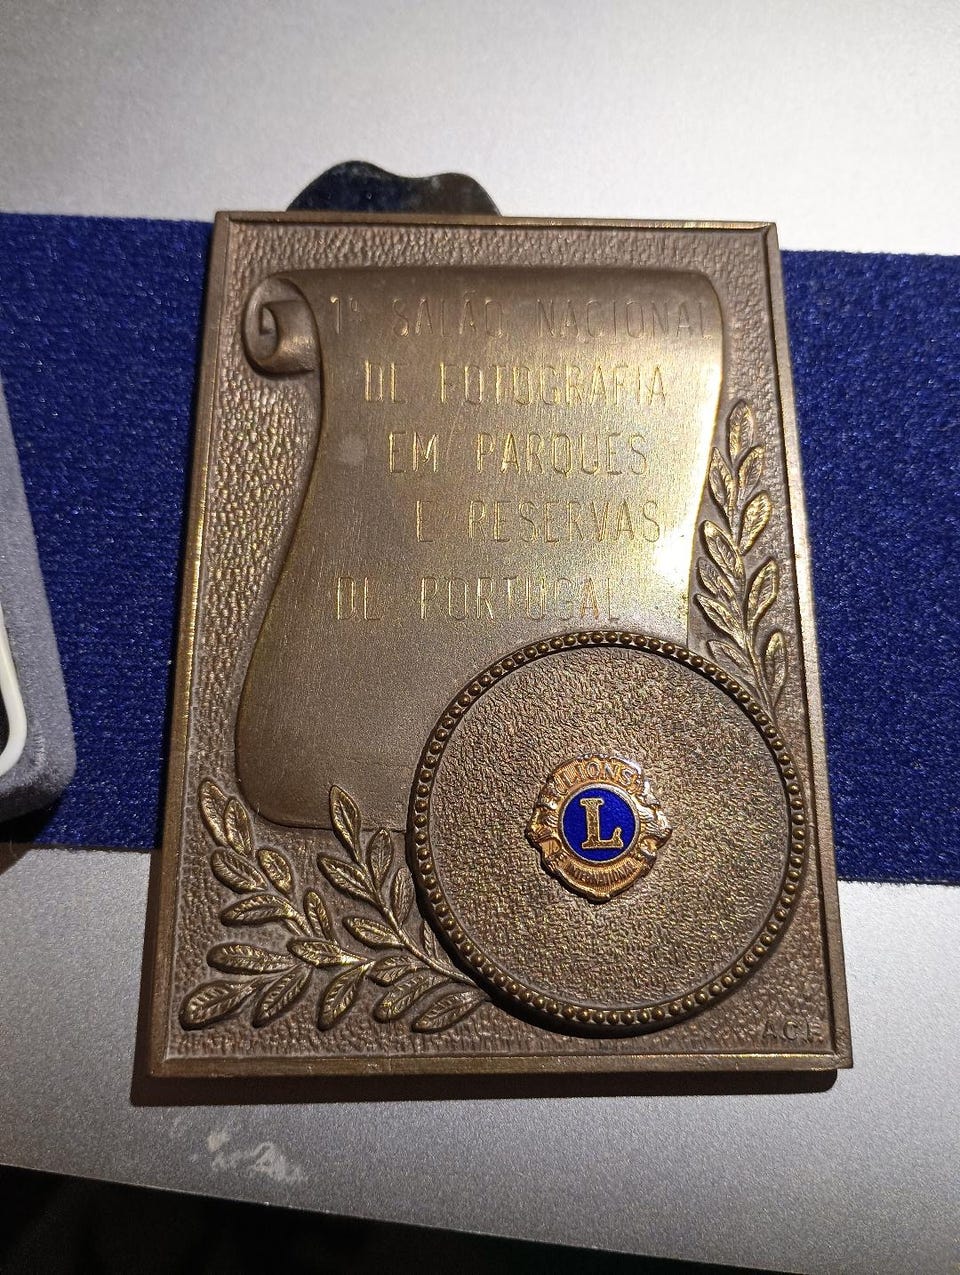 1º SALÃO NACIONAL
DE FOTOGRAFIA
EM PARQUES
E RESERVAS
DE PORTUGAL
LIONS
L
INTERNATIONAL
A.C.F.